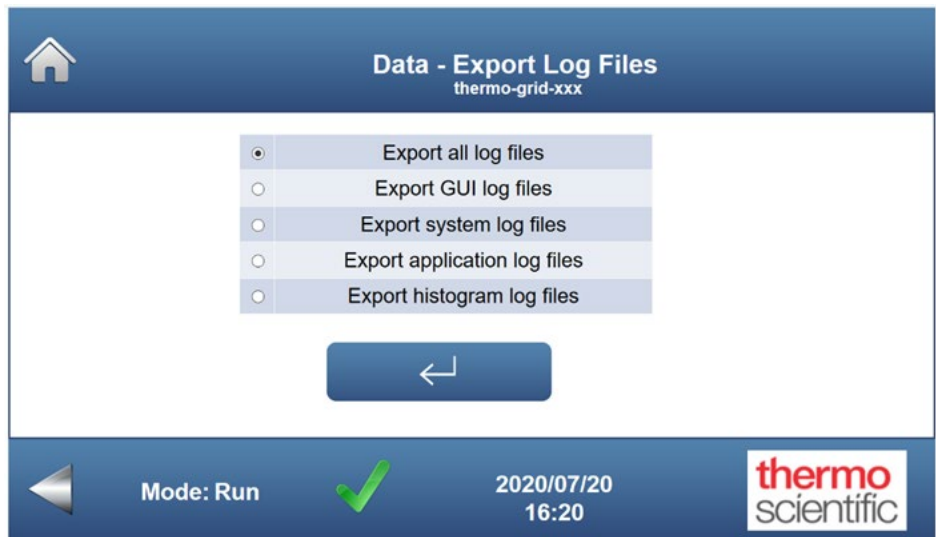 Data - Export Log Files
thermo-grid-xxx
Export all log files
Export GUI log files
Export system log files
Export application log files
Export histogram log files
Mode: Run
2020/07/20
16:20
thermo
scientific